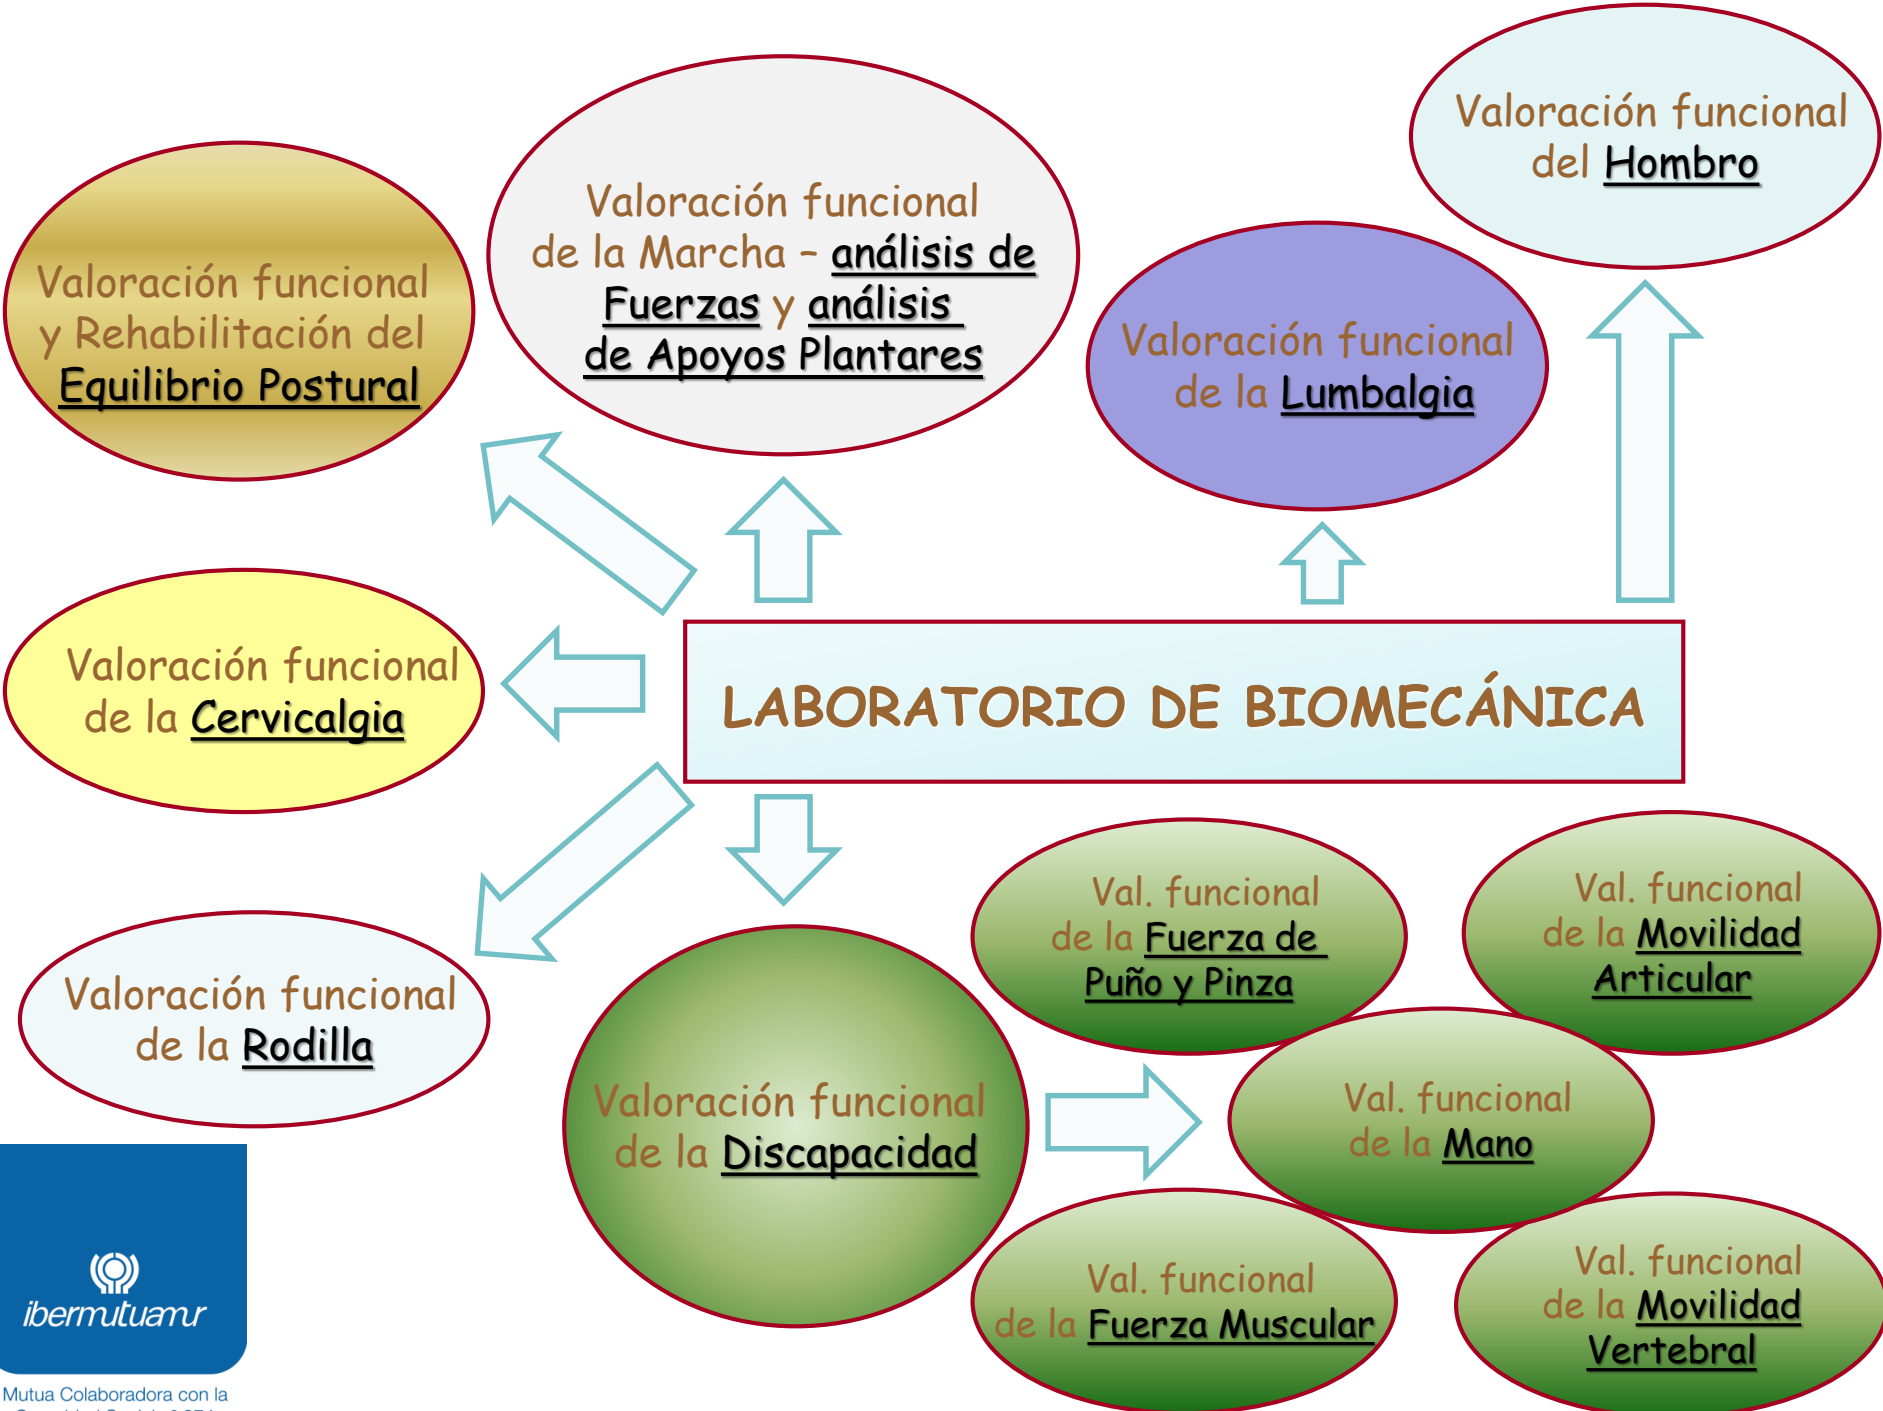 Valoración funcional
del Hombro
Valoración funcional
de la Marcha – análisis de
Fuerzas y análisis
de Apoyos Plantares
Valoración funcional
y Rehabilitación del
Equilibrio Postural
Valoración funcional
de la Lumbalgia
Valoración funcional
de la Cervicalgia
LABORATORIO DE BIOMECÁNICA
Valoración funcional
de la Rodilla
Valoración funcional
de la Discapacidad
Val. funcional
de la Fuerza de
Puño y Pinza
Val. funcional
de la Movilidad
Articular
Val. funcional
de la Mano
Val. funcional
de la Fuerza Muscular
Val. funcional
de la Movilidad
Vertebral
ibermutuamur
Mutua Colaboradora con la